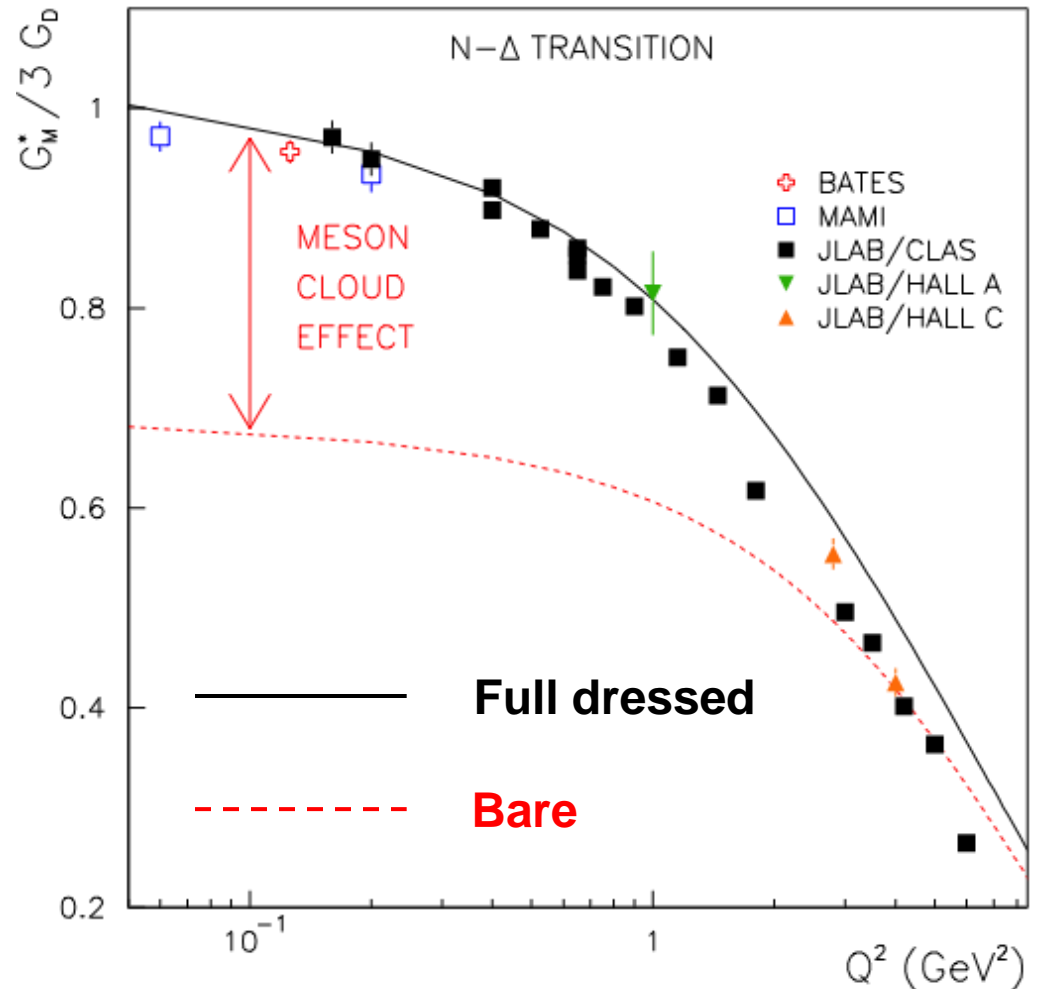 G*M/3 GD
N−Δ TRANSITION
1
0.8
0.6
0.4
0.2
BATES
MAMI
JLAB/CLAS
JLAB/HALL A
JLAB/HALL C
MESON
CLOUD
EFFECT
Full dressed
Bare
10⁻¹
1
Q² (GeV²)